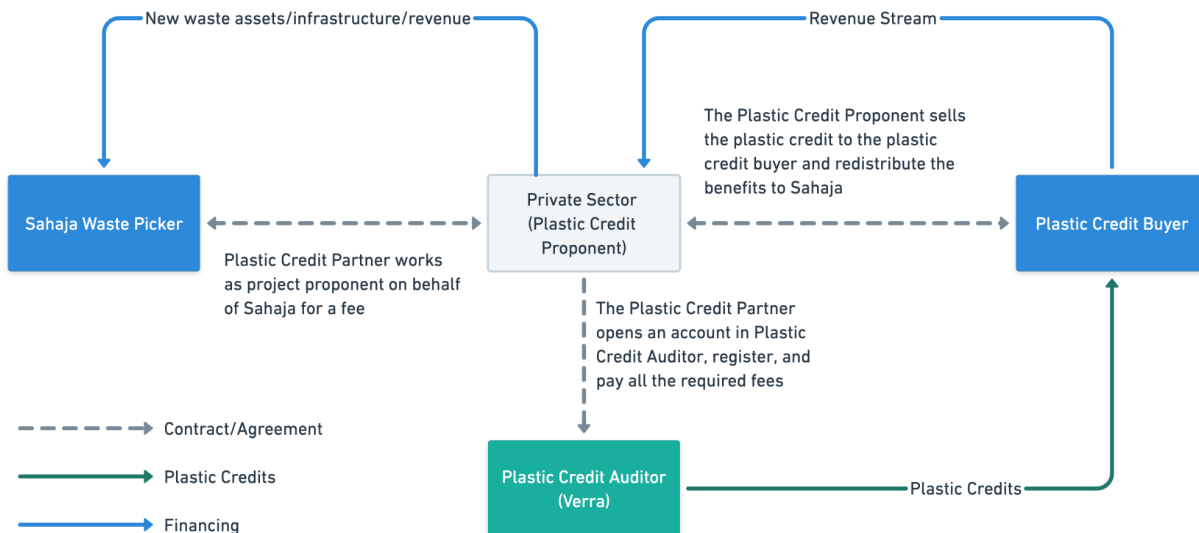 New waste assets/infrastructure/revenue
Revenue Stream
The Plastic Credit Proponent sells
the plastic credit to the plastic
credit buyer and redistribute the
benefits to Sahaja
Sahaja Waste Picker
Private Sector
(Plastic Credit
Proponent)
Plastic Credit Buyer
Plastic Credit Partner works
as project proponent on behalf
of Sahaja for a fee
The Plastic Credit Partner
opens an account in Plastic
Credit Auditor, register, and
pay all the required fees
Contract/Agreement
Plastic Credits
Financing
Plastic Credit Auditor
(Verra)
Plastic Credits